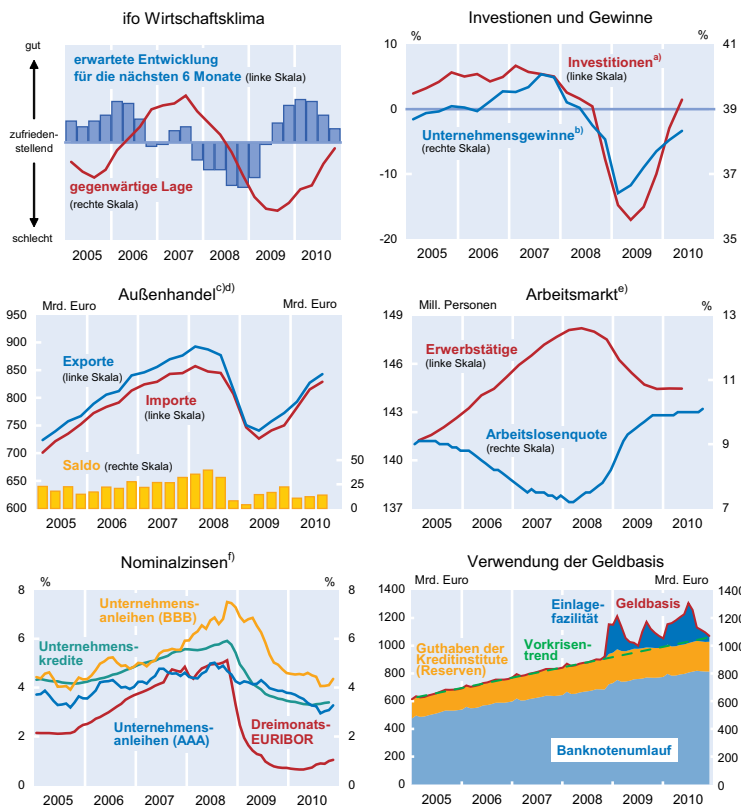 ifo Wirtschaftsklima
gut
zufrieden-
stellend
schlecht
erwartete Entwicklung
für die nächsten 6 Monate (linke Skala)
gegenwärtige Lage
(rechte Skala)
2005 2006 2007 2008 2009 2010
Investionen und Gewinne
% %
10 41
0 39
-10 37
-20 35
Investitionen a)
(linke Skala)
Unternehmensgewinne b)
(rechte Skala)
2005 2006 2007 2008 2009 2010
Außenhandel c)d)
Mrd. Euro Mrd. Euro
950
900
850
800
750
700
650 50
25
600 0
Exporte
(linke Skala)
Importe
(linke Skala)
Saldo (rechte Skala)
2005 2006 2007 2008 2009 2010
Arbeitsmarkt e)
Mill. Personen %
149 13
146 11
143
140 9
137 7
Erwerbstätige
(linke Skala)
Arbeitslosenquote
(rechte Skala)
2005 2006 2007 2008 2009 2010
Nominalzinsen f)
% %
8 8
6 6
4 4
2 2
0 0
Unternehmens-
anleihen (BBB)
Unternehmens-
kredite
Unternehmens-
anleihen (AAA)
Dreimonats-
EURIBOR
2005 2006 2007 2008 2009 2010
Verwendung der Geldbasis
Mrd. Euro Mrd. Euro
1400 1400
1200 1200
1000 1000
800 800
600 600
400 400
200 200
0 0
Einlage-
fazilität
Geldbasis
Guthaben der
Kreditinstitute
(Reserven)
Vorkrisen-
trend
Banknotenumlauf
2005 2006 2007 2008 2009 2010